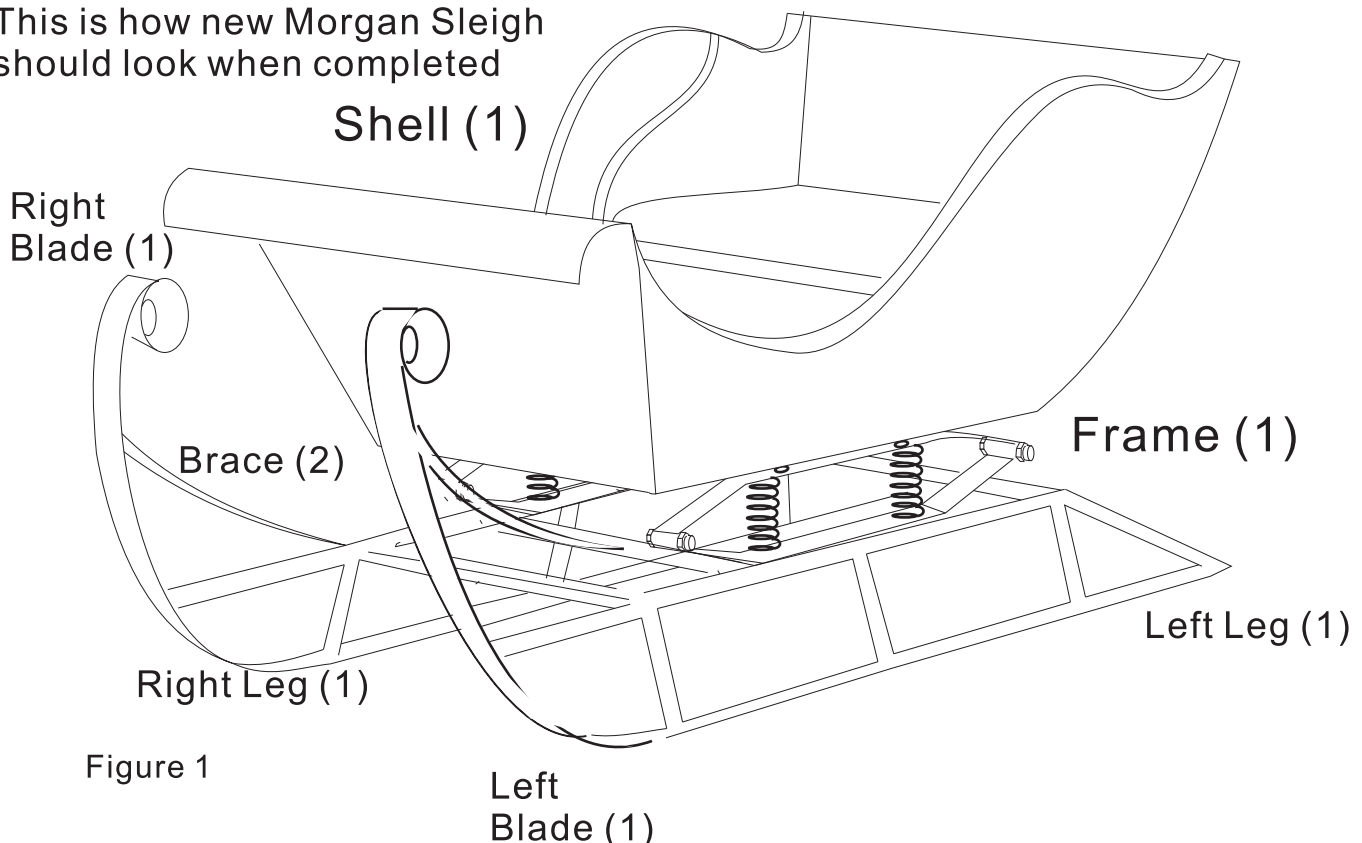 This is how new Morgan Sleigh
should look when completed
Shell (1)
Right
Blade (1)
Brace (2)
Frame (1)
Left Leg (1)
Right Leg (1)
Figure 1
Left
Blade (1)